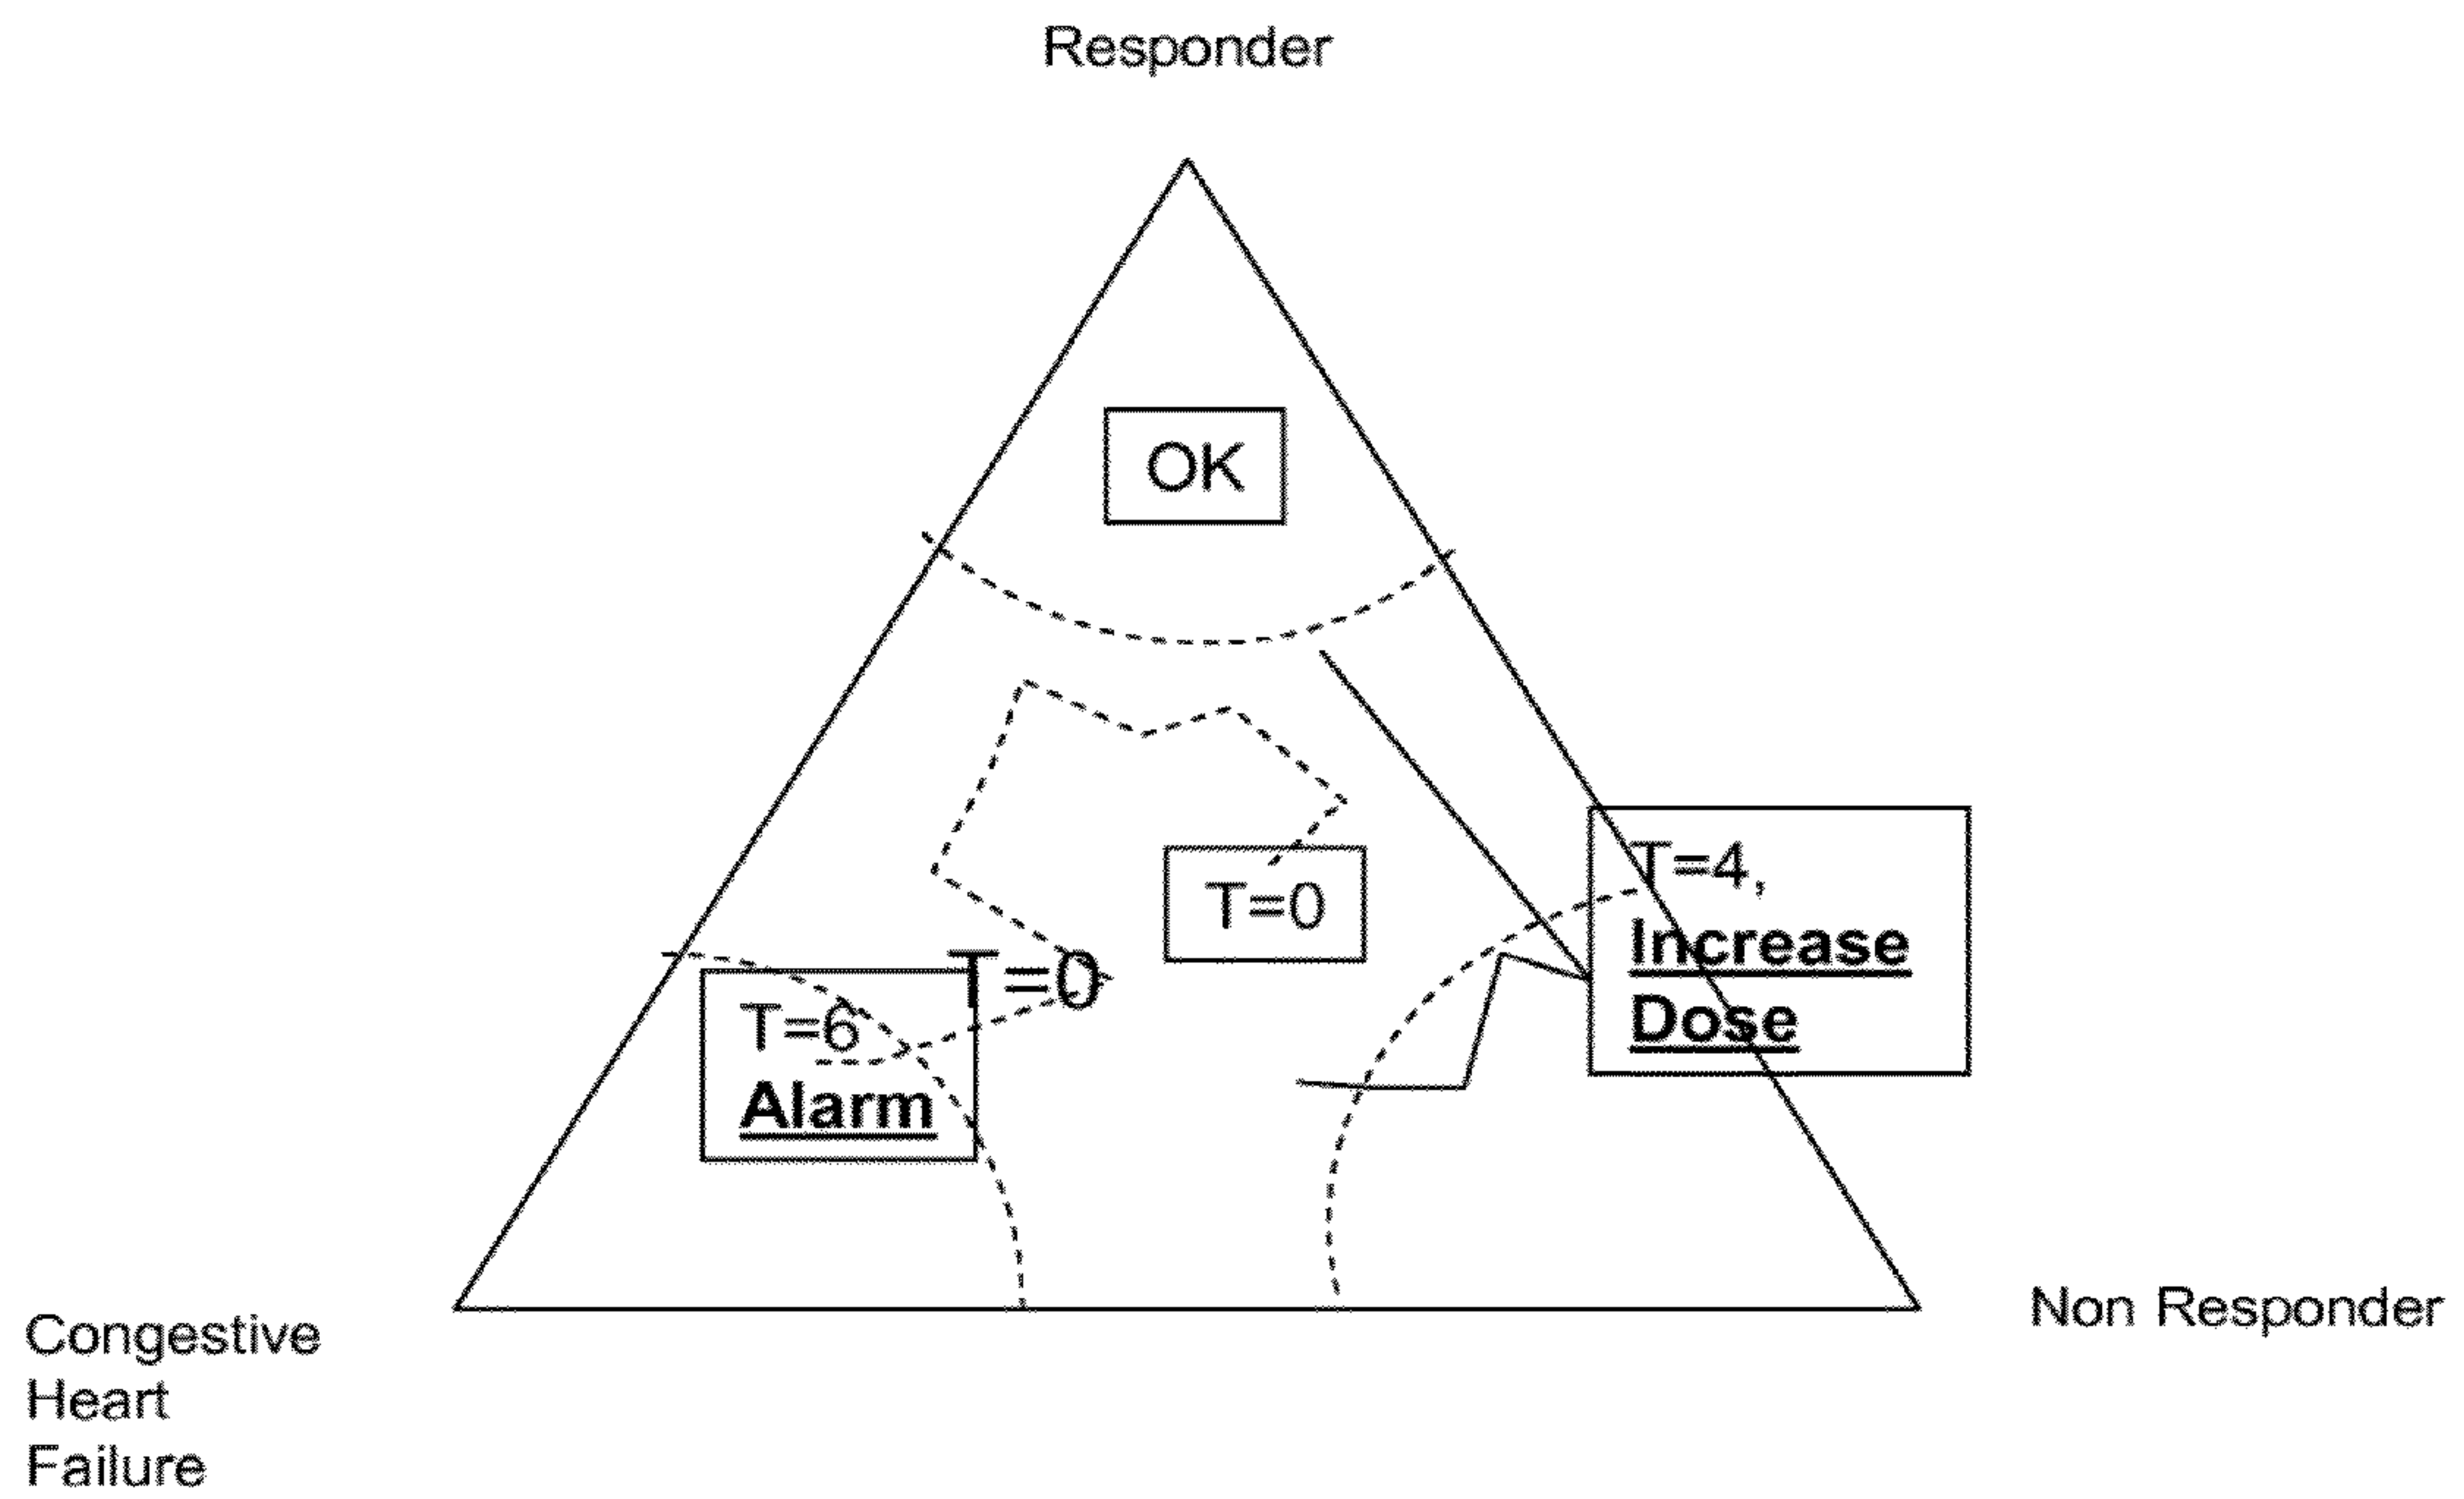 Responder
OK
T=0
T=4,
Increase
Dose
T=0
T=6
Alarm
Non Responder
Congestive
Heart
Failure